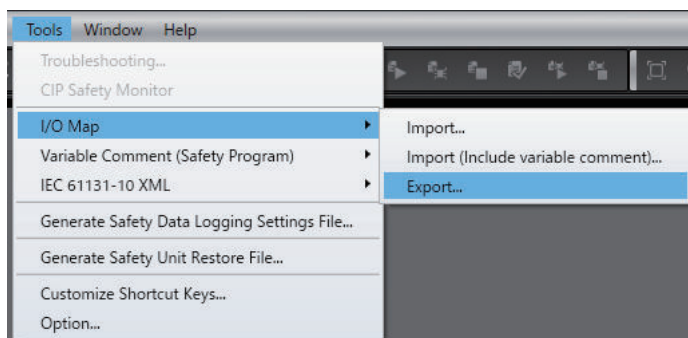 Tools Window Help
Troubleshooting...
CIP Safety Monitor
I/O Map
Import...
Variable Comment (Safety Program)
Import (Include variable comment)...
IEC 61131-10 XML
Export...
Generate Safety Data Logging Settings File...
Generate Safety Unit Restore File...
Customize Shortcut Keys...
Option...